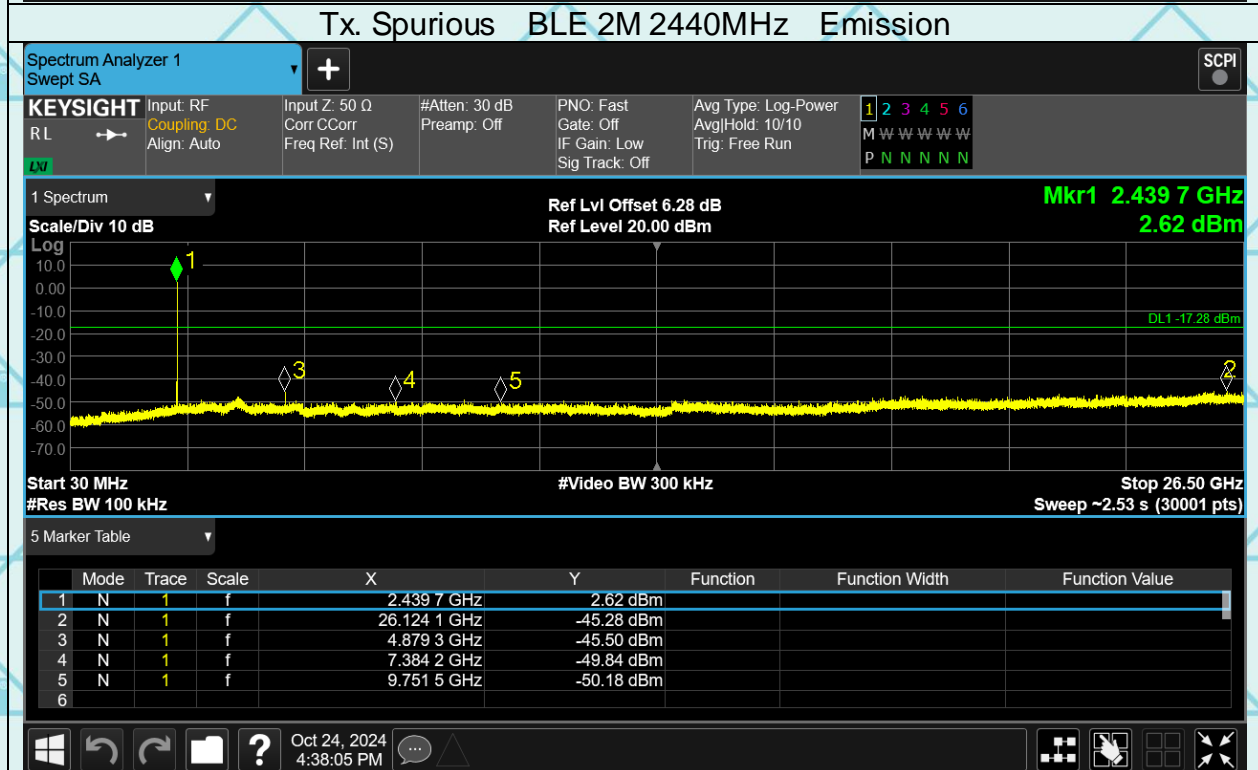 Tx. Spurious BLE 2M 2440MHz Emission
Spectrum Analyzer 1
Swept SA
+
SCPI
KEYSIGHT
RL
LXI
Input: RF
Coupling: DC
Align: Auto
Input Z: 50 Ω
Corr CCorr
Freq Ref: Int (S)
#Atten: 30 dB
Preamp: Off
PNO: Fast
Gate: Off
IF Gain: Low
Sig Track: Off
Avg Type: Log-Power
Avg|Hold: 10/10
Trig: Free Run
1 2 3 4 5 6
M W W W W W
P N N N N N
1 Spectrum
Scale/Div 10 dB
Ref Lvl Offset 6.28 dB
Ref Level 20.00 dBm
Mkr1 2.439 7 GHz
2.62 dBm
Log
10.0
0.00
-10.0
-20.0
-30.0
-40.0
-50.0
-60.0
-70.0
1
DL1 -17.28 dBm
3
4
5
2
Start 30 MHz
#Video BW 300 kHz
Stop 26.50 GHz
#Res BW 100 kHz
Sweep ~2.53 s (30001 pts)
5 Marker Table
Mode Trace Scale X Y Function Function Width Function Value
1 N 1 f 2.439 7 GHz 2.62 dBm
2 N 1 f 26.124 1 GHz -45.28 dBm
3 N 1 f 4.879 3 GHz -45.50 dBm
4 N 1 f 7.384 2 GHz -49.84 dBm
5 N 1 f 9.751 5 GHz -50.18 dBm
6
?
Oct 24, 2024
4:38:05 PM